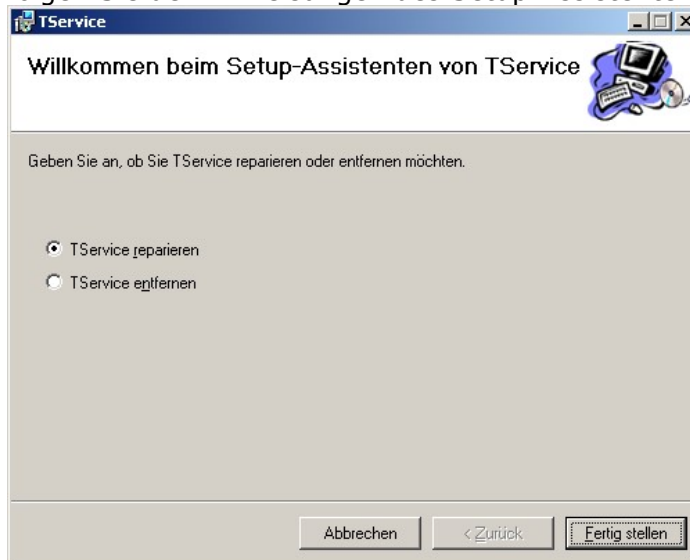 TService
Willkommen beim Setup-Assistenten von TService
Geben Sie an, ob Sie TService reparieren oder entfernen möchten.
TService reparieren
TService entfernen
Abbrechen
< Zurück
Fertig stellen